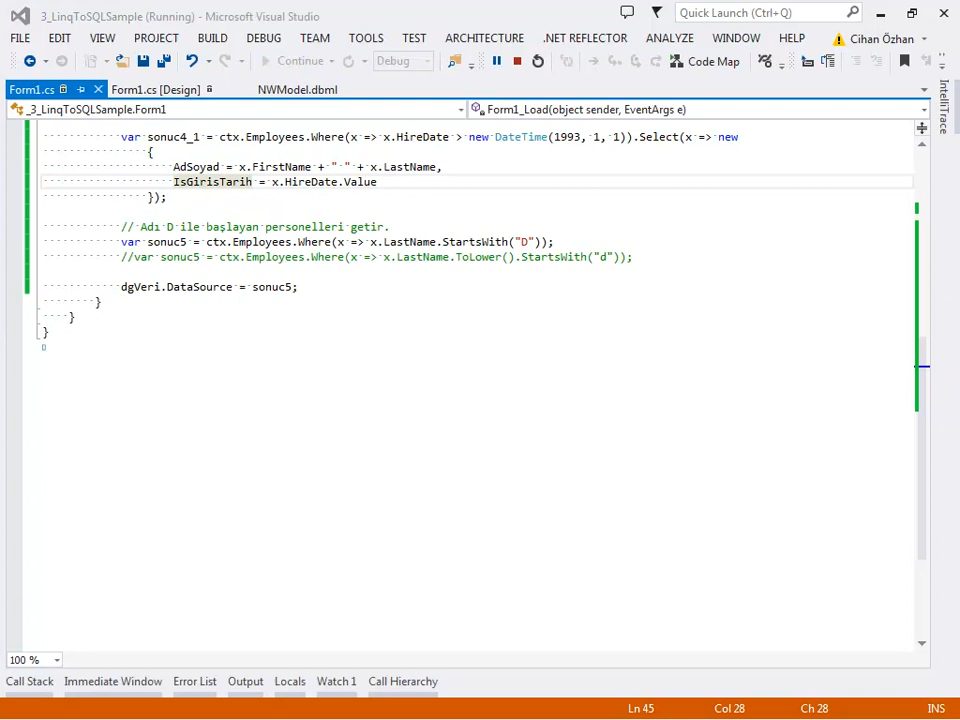 3_LinqToSQLSample (Running) - Microsoft Visual Studio
Quick Launch (Ctrl+Q)
FILE EDIT VIEW PROJECT BUILD DEBUG TEAM TOOLS TEST ARCHITECTURE .NET REFLECTOR ANALYZE WINDOW HELP Cihan Özhan
Continue Debug Code Map
Form1.cs Form1.cs [Design] NWModel.dbml
_3_LinqToSQLSample.Form1 Form1_Load(object sender, EventArgs e)
IntelliTrace
var sonuc4_1 = ctx.Employees.Where(x => x.HireDate > new DateTime(1993, 1, 1)).Select(x => new
{
AdSoyad = x.FirstName + " " + x.LastName,
IsGirisTarih = x.HireDate.Value
});
// Adı D ile başlayan personelleri getir.
var sonuc5 = ctx.Employees.Where(x => x.LastName.StartsWith("D"));
//var sonuc5 = ctx.Employees.Where(x => x.LastName.ToLower().StartsWith("d"));
dgVeri.DataSource = sonuc5;
}
}
}
100 %
Call Stack Immediate Window Error List Output Locals Watch 1 Call Hierarchy
Ln 45 Col 28 Ch 28 INS